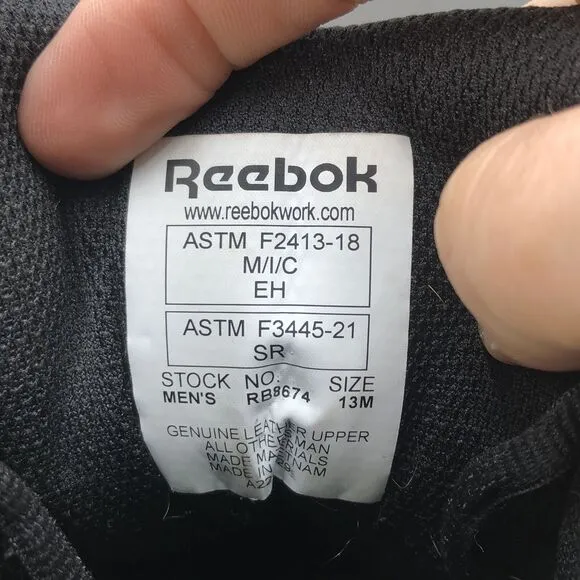 Reebok
www.reebokwork.com
ASTM F2413-18
M/I/C
EH
ASTM F3445-21
SR
STOCK NO. SIZE
MEN'S RB8674 13M
GENUINE LEATHER UPPER
ALL OTHER MAN
MADE MATERIALS
MADE IN VIETNAM